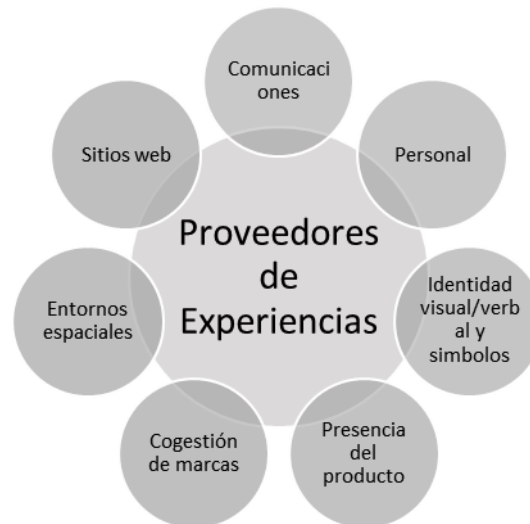 Comunicaci
ones
Personal
Identidad
visual/verb
al y
simbolos
Presencia
del
producto
Cogestión
de marcas
Entornos
espaciales
Sitios web
Proveedores
de
Experiencias